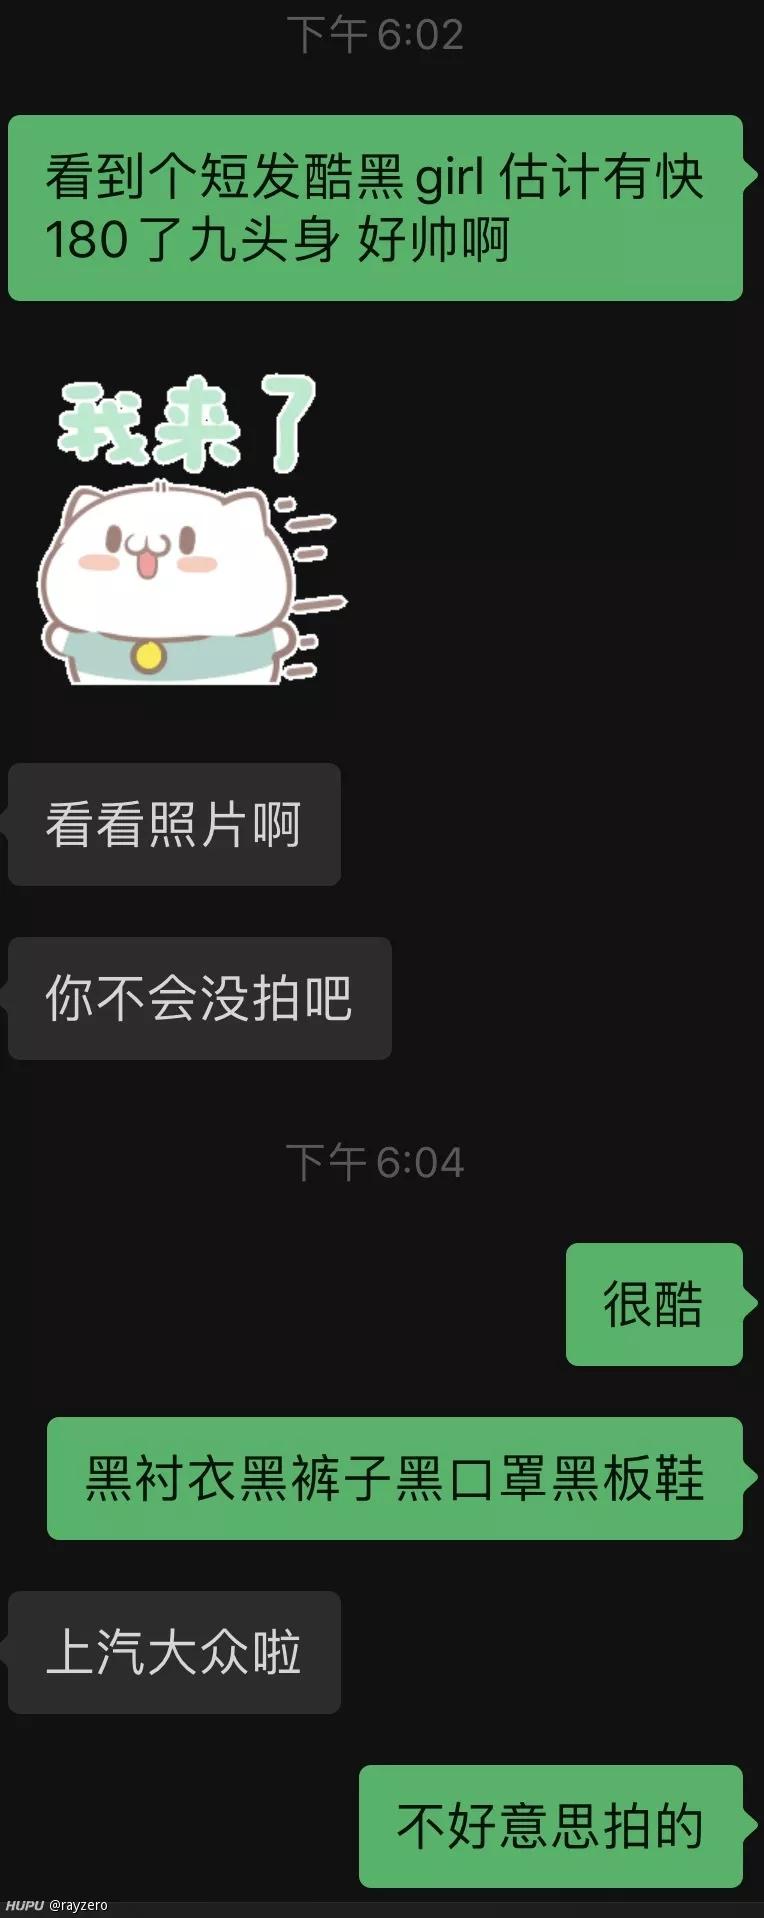 下午6:02
看到个短发酷黑girl 估计有快
180了九头身 好帅啊
我来了
看看照片啊
你不会没拍吧
下午6:04
很酷
黑衬衣黑裤子黑口罩黑板鞋
上汽大众啦
不好意思拍的
HUPU @rayzero